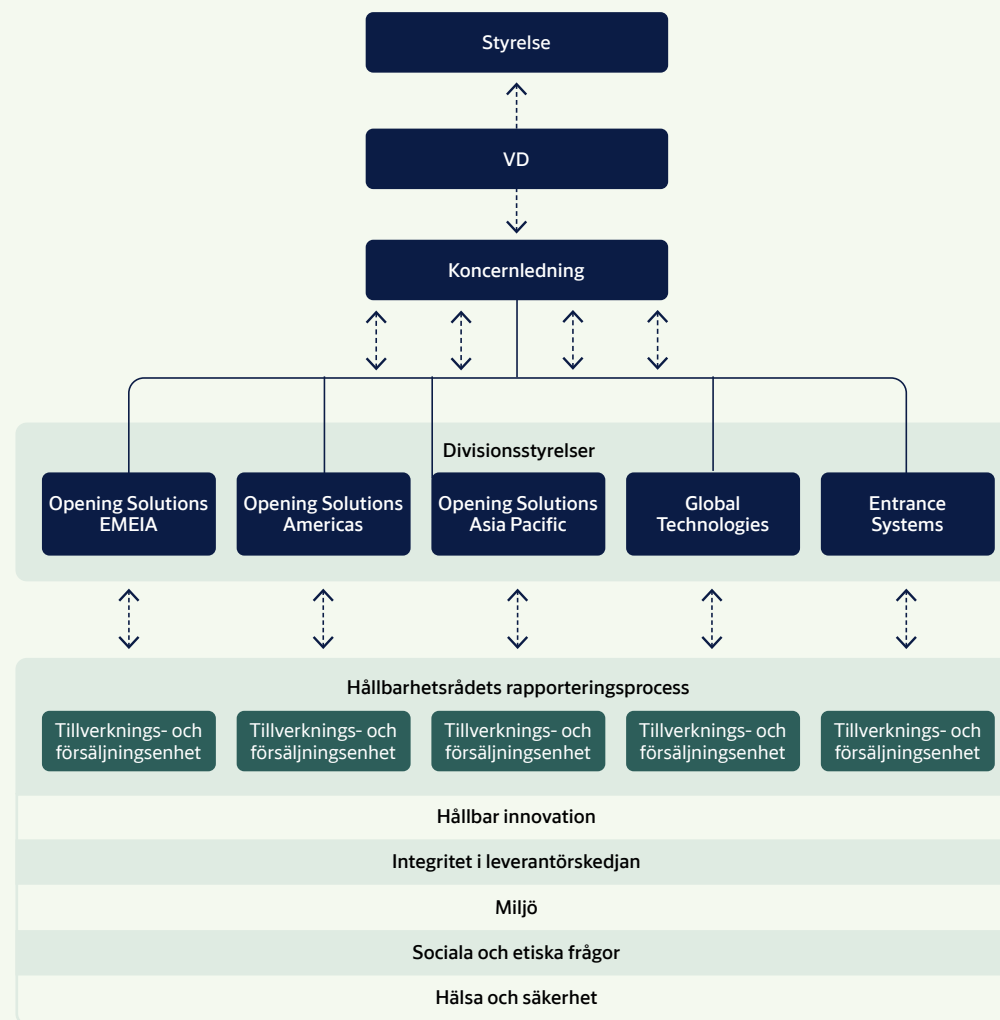 Styrelse
VD
Koncernledning
Divisionsstyrelser
Opening Solutions
EMEIA
Opening Solutions
Americas
Opening Solutions
Asia Pacific
Global
Technologies
Entrance
Systems
Hållbarhetsrådets rapporteringsprocess
Tillverknings- och
försäljningsenhet
Tillverknings- och
försäljningsenhet
Tillverknings- och
försäljningsenhet
Tillverknings- och
försäljningsenhet
Tillverknings- och
försäljningsenhet
Hållbar innovation
Integritet i leverantörskedjan
Miljö
Sociala och etiska frågor
Hälsa och säkerhet